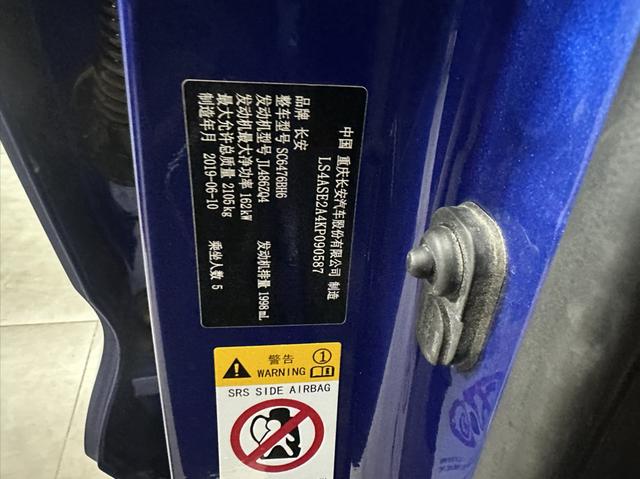 中国 重庆长安汽车股份有限公司 制造
LS4ASE2A4KP090587
品牌 长安
整车型号 SC6476BH6
发动机型号 JL486ZQ4 发动机排量 1998mL
发动机最大净功率 162kW
最大允许总质量 2105kg
制造年月 2019-06-10 乘坐人数 5
警告 1
WARNING
SRS SIDE AIRBAG